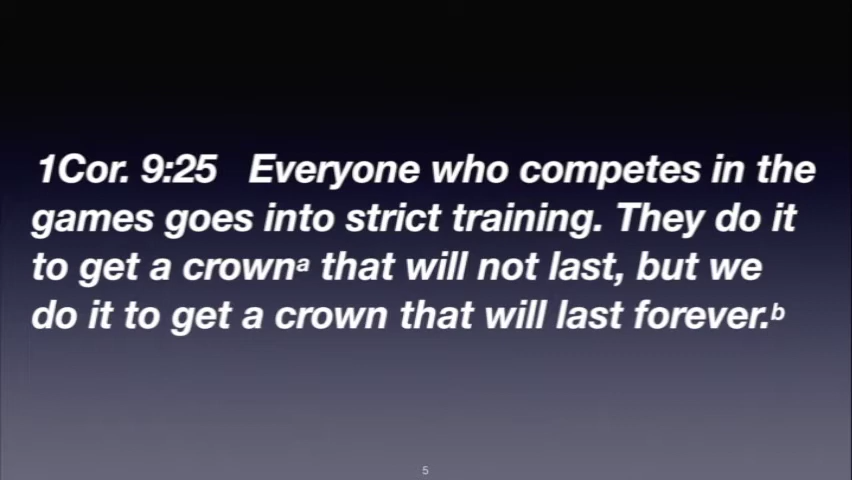 1Cor. 9:25 Everyone who competes in the
games goes into strict training. They do it
to get a crownᵃ that will not last, but we
do it to get a crown that will last forever.ᵇ
5